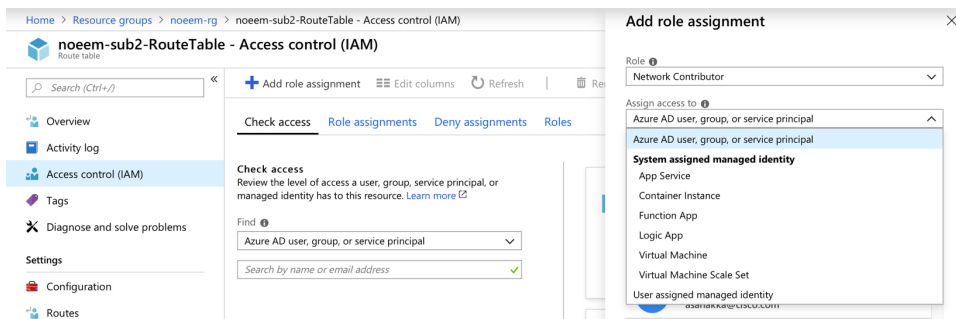 Home > Resource groups > noeem-rg > noeem-sub2-RouteTable - Access control (IAM)
noeem-sub2-RouteTable - Access control (IAM)
Route table
Search (Ctrl+/)
«
Overview
Activity log
Access control (IAM)
Tags
Diagnose and solve problems
Settings
Configuration
Routes
Add role assignment
Edit columns
Refresh
Check access
Role assignments
Deny assignments
Roles
Check access
Review the level of access a user, group, service principal, or
managed identity has to this resource. Learn more
Find
Azure AD user, group, or service principal
Search by name or email address
Add role assignment
Role
Network Contributor
Assign access to
Azure AD user, group, or service principal
Azure AD user, group, or service principal
System assigned managed identity
App Service
Container Instance
Function App
Logic App
Virtual Machine
Virtual Machine Scale Set
User assigned managed identity
asanakka@cisco.com